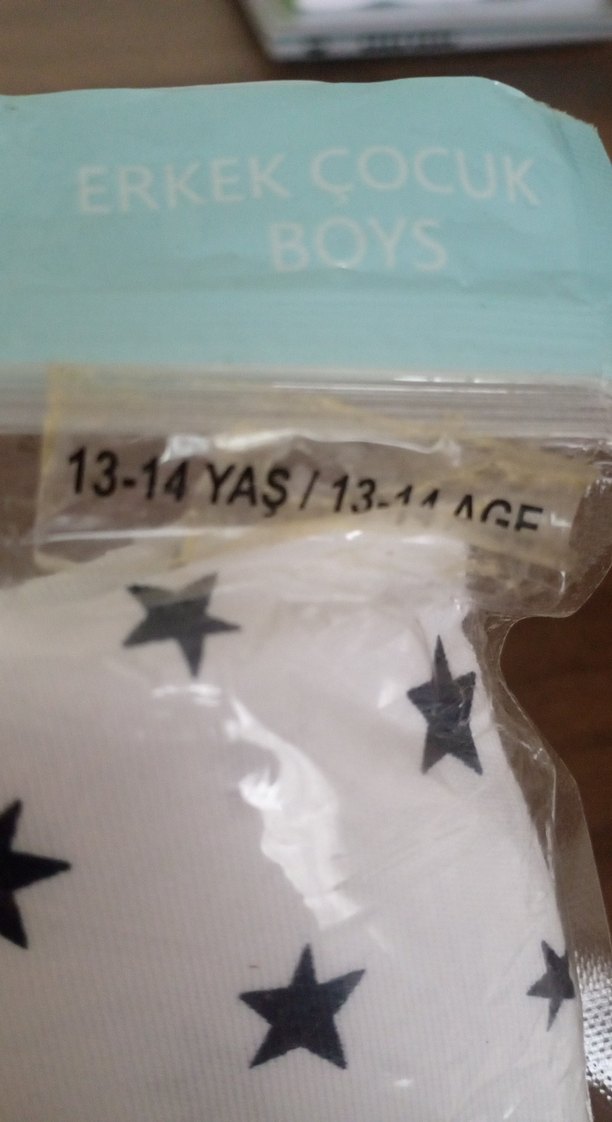 ERKEK ÇOCUK
BOYS
13-14 YAŞ / 13-14 AGE